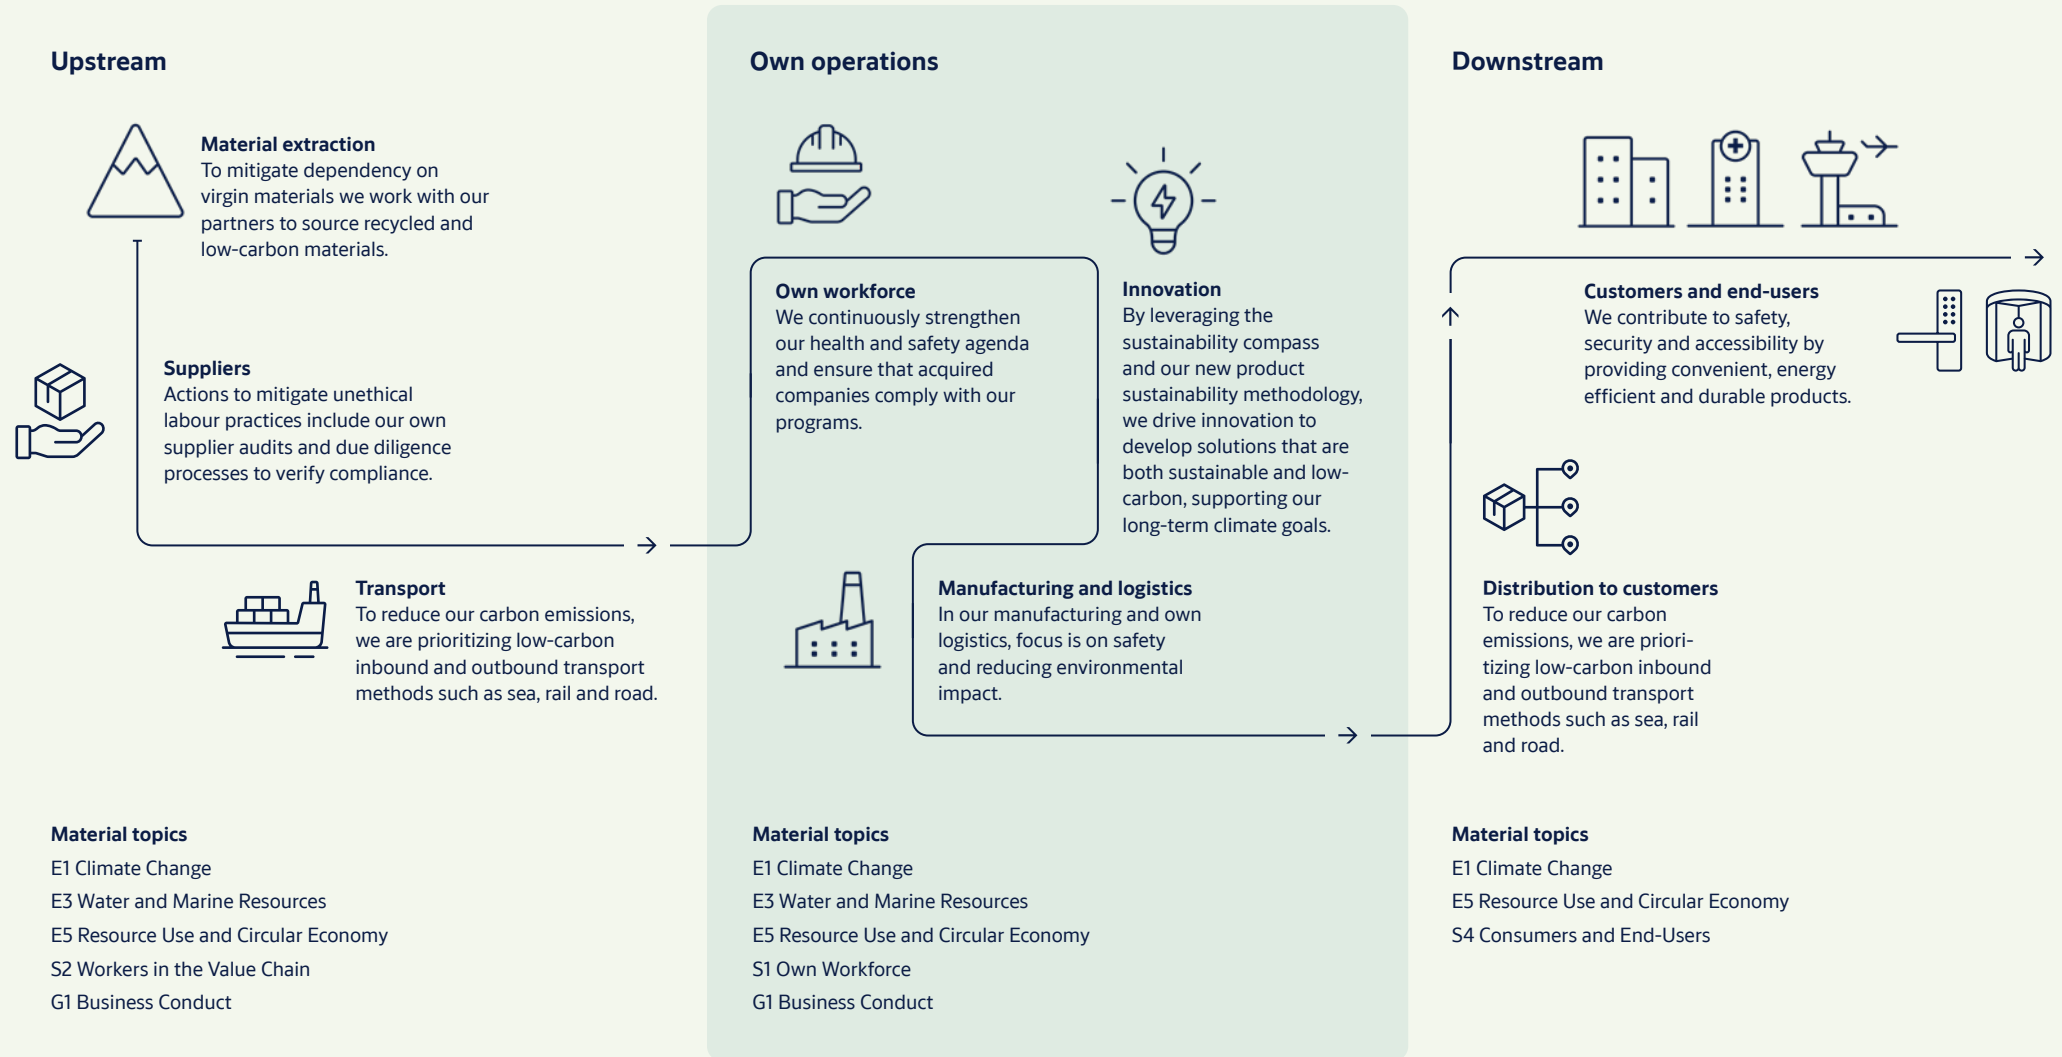 Upstream
Material extraction
To mitigate dependency on
virgin materials we work with our
partners to source recycled and
low-carbon materials.
Suppliers
Actions to mitigate unethical
labour practices include our own
supplier audits and due diligence
processes to verify compliance.
Transport
To reduce our carbon emissions,
we are prioritizing low-carbon
inbound and outbound transport
methods such as sea, rail and road.
Material topics
E1 Climate Change
E3 Water and Marine Resources
E5 Resource Use and Circular Economy
S2 Workers in the Value Chain
G1 Business Conduct
Own operations
Own workforce
We continuously strengthen
our health and safety agenda
and ensure that acquired
companies comply with our
programs.
Innovation
By leveraging the
sustainability compass
and our new product
sustainability methodology,
we drive innovation to
develop solutions that are
both sustainable and low-
carbon, supporting our
long-term climate goals.
Manufacturing and logistics
In our manufacturing and own
logistics, focus is on safety
and reducing environmental
impact.
Material topics
E1 Climate Change
E3 Water and Marine Resources
E5 Resource Use and Circular Economy
S1 Own Workforce
G1 Business Conduct
Downstream
Customers and end-users
We contribute to safety,
security and accessibility by
providing convenient, energy
efficient and durable products.
Distribution to customers
To reduce our carbon
emissions, we are priori-
tizing low-carbon inbound
and outbound transport
methods such as sea, rail
and road.
Material topics
E1 Climate Change
E5 Resource Use and Circular Economy
S4 Consumers and End-Users